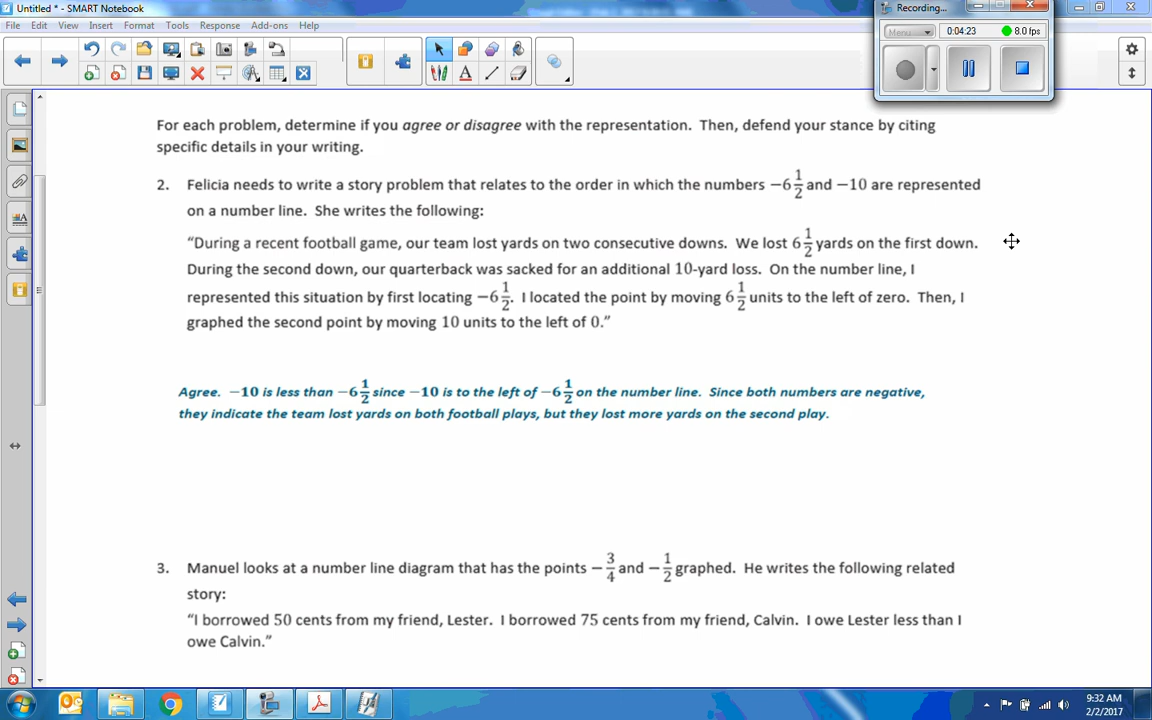 Untitled * - SMART Notebook
Recording...
File Edit View Insert Format Tools Response Add-ons Help
Menu 0:04:23 8.0 fps
For each problem, determine if you agree or disagree with the representation. Then, defend your stance by citing
specific details in your writing.
2. Felicia needs to write a story problem that relates to the order in which the numbers −6 1/2 and −10 are represented
on a number line. She writes the following:
“During a recent football game, our team lost yards on two consecutive downs. We lost 6 1/2 yards on the first down.
During the second down, our quarterback was sacked for an additional 10-yard loss. On the number line, I
represented this situation by first locating −6 1/2. I located the point by moving 6 1/2 units to the left of zero. Then, I
graphed the second point by moving 10 units to the left of 0.”
Agree. −10 is less than −6 1/2 since −10 is to the left of −6 1/2 on the number line. Since both numbers are negative,
they indicate the team lost yards on both football plays, but they lost more yards on the second play.
3. Manuel looks at a number line diagram that has the points −3/4 and −1/2 graphed. He writes the following related
story:
“I borrowed 50 cents from my friend, Lester. I borrowed 75 cents from my friend, Calvin. I owe Lester less than I
owe Calvin.”
9:32 AM
2/2/2017